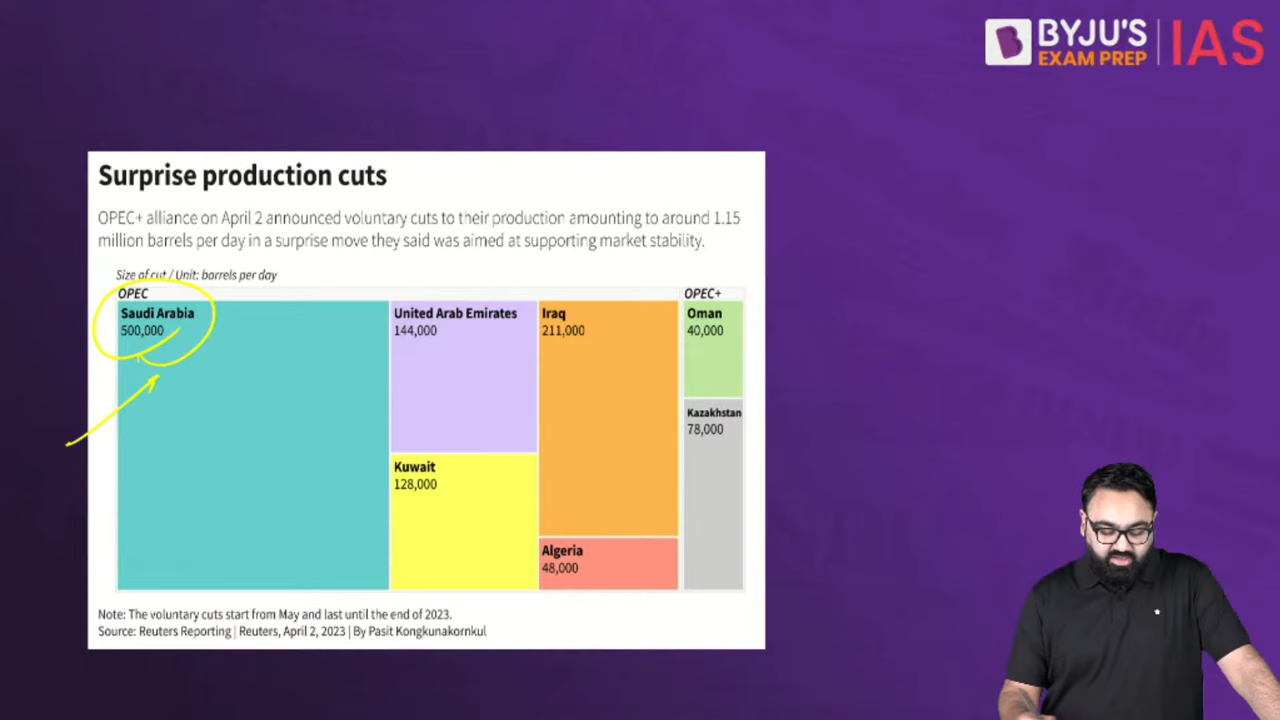 BYJU'S
EXAM PREP
IAS
Surprise production cuts
OPEC+ alliance on April 2 announced voluntary cuts to their production amounting to around 1.15
million barrels per day in a surprise move they said was aimed at supporting market stability.
Size of cut / Unit: barrels per day
OPEC
OPEC+
Saudi Arabia
500,000
United Arab Emirates
144,000
Iraq
211,000
Oman
40,000
Kazakhstan
78,000
Kuwait
128,000
Algeria
48,000
Note: The voluntary cuts start from May and last until the end of 2023.
Source: Reuters Reporting | Reuters, April 2, 2023 | By Pasit Kongkunakornkul